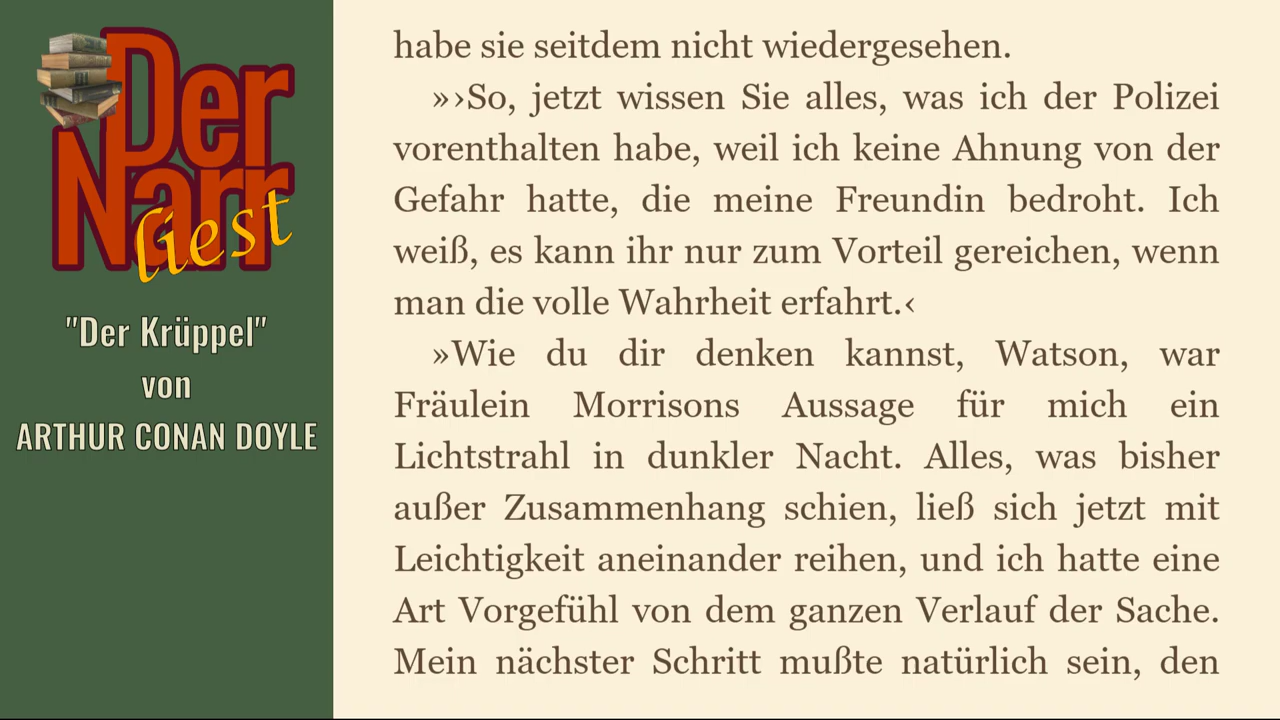 Der
Narr
liest
"Der Krüppel"
von
ARTHUR CONAN DOYLE
habe sie seitdem nicht wiedergesehen.
»›So, jetzt wissen Sie alles, was ich der Polizei
vorenthalten habe, weil ich keine Ahnung von der
Gefahr hatte, die meine Freundin bedroht. Ich
weiß, es kann ihr nur zum Vorteil gereichen, wenn
man die volle Wahrheit erfahrt.‹
»Wie du dir denken kannst, Watson, war
Fräulein Morrisons Aussage für mich ein
Lichtstrahl in dunkler Nacht. Alles, was bisher
außer Zusammenhang schien, ließ sich jetzt mit
Leichtigkeit aneinander reihen, und ich hatte eine
Art Vorgefühl von dem ganzen Verlauf der Sache.
Mein nächster Schritt mußte natürlich sein, den